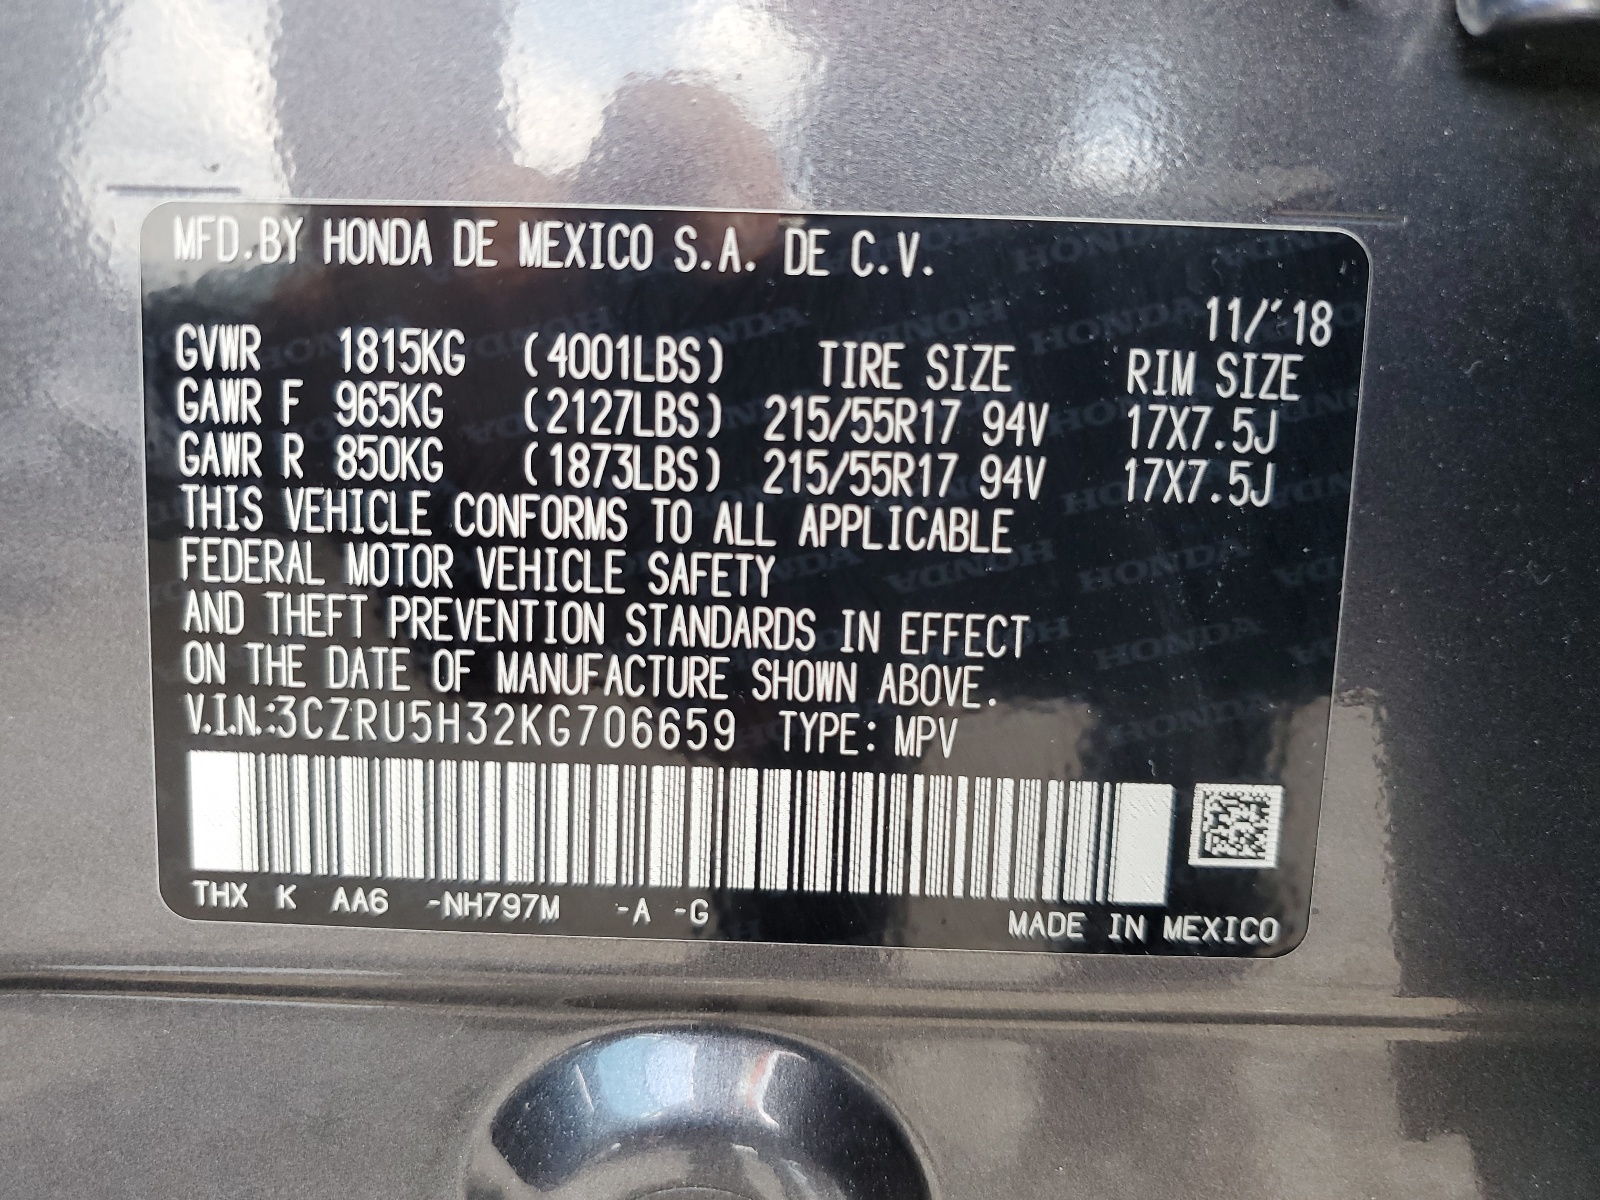 MFD.BY HONDA DE MEXICO S.A. DE C.V.
11/'18
GVWR 1815KG (4001LBS) TIRE SIZE RIM SIZE
GAWR F 965KG (2127LBS) 215/55R17 94V 17X7.5J
GAWR R 850KG (1873LBS) 215/55R17 94V 17X7.5J
THIS VEHICLE CONFORMS TO ALL APPLICABLE
FEDERAL MOTOR VEHICLE SAFETY
AND THEFT PREVENTION STANDARDS IN EFFECT
ON THE DATE OF MANUFACTURE SHOWN ABOVE.
V.I.N.:3CZRU5H32KG706659 TYPE: MPV
THX K AA6 -NH797M -A -G
MADE IN MEXICO